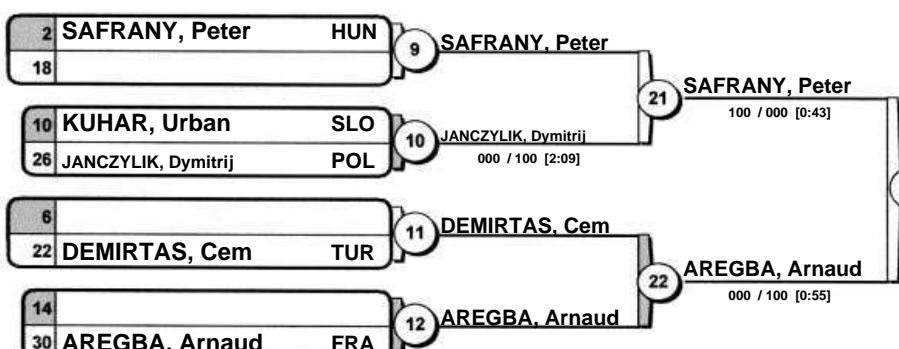 2 SAFRANY, Peter HUN
18
9
SAFRANY, Peter
10 KUHAR, Urban SLO
26 JANCZYLIK, Dymitrij POL
10
JANCZYLIK, Dymitrij
000 / 100 [2:09]
21
SAFRANY, Peter
100 / 000 [0:43]
6
22 DEMIRTAS, Cem TUR
11
DEMIRTAS, Cem
14
30 AREGBA, Arnaud FRA
12
AREGBA, Arnaud
22
AREGBA, Arnaud
000 / 100 [0:55]